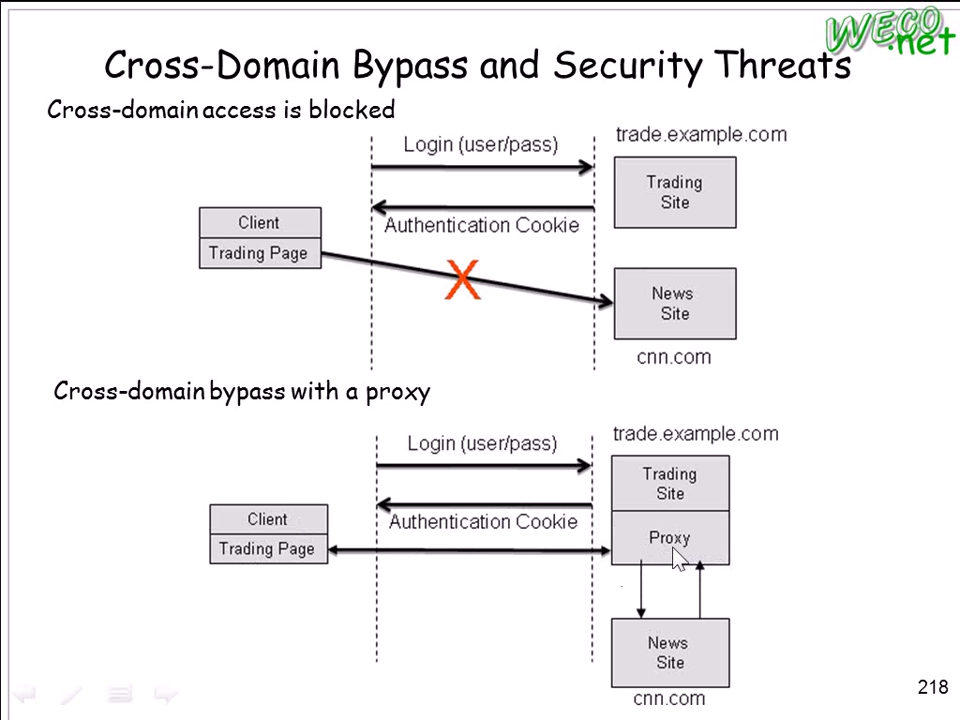 WECO
.net
Cross-Domain Bypass and Security Threats
Cross-domain access is blocked
Login (user/pass)
trade.example.com
Trading
Site
Authentication Cookie
Client
Trading Page
X
News
Site
cnn.com
Cross-domain bypass with a proxy
Login (user/pass)
trade.example.com
Trading
Site
Authentication Cookie
Client
Trading Page
Proxy
News
Site
cnn.com
218